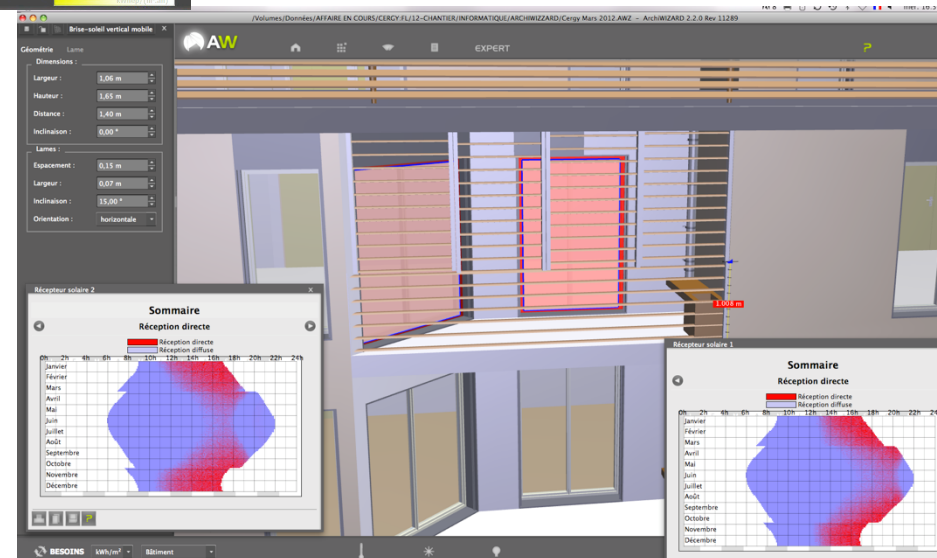 /Volumes/Données/AFFAIRE EN COURS/CERGY FL/12-CHANTIER/INFORMATIQUE/ARCHIWIZZARD/Cergy Mars 2012.AWZ - ArchiWIZARD 2.2.0 Rev 11289
Brise-soleil vertical mobile X
AW
EXPERT
Géométrie Lame
Dimensions :
Largeur : 1,06 m
Hauteur : 1,65 m
Distance : 1,40 m
Inclinaison : 0,00 °
Lames :
Espacement : 0,15 m
Largeur : 0,07 m
Inclinaison : 15,00 °
Orientation : horizontale
1.008 m
Récepteur solaire 2 x
Sommaire
Réception directe
Réception directe
Réception diffuse
0h 2h 4h 6h 8h 10h 12h 14h 16h 18h 20h 22h 24h
Janvier
Février
Mars
Avril
Mai
Juin
Juillet
Août
Septembre
Octobre
Novembre
Décembre
Récepteur solaire 1
Sommaire
Réception directe
Réception directe
Réception diffuse
0h 2h 4h 6h 8h 10h 12h 14h 16h 18h 20h 22h
Janvier
Février
Mars
Avril
Mai
Juin
Juillet
Août
Septembre
Octobre
Novembre
Décembre
BESOINS kWh/m² Bâtiment